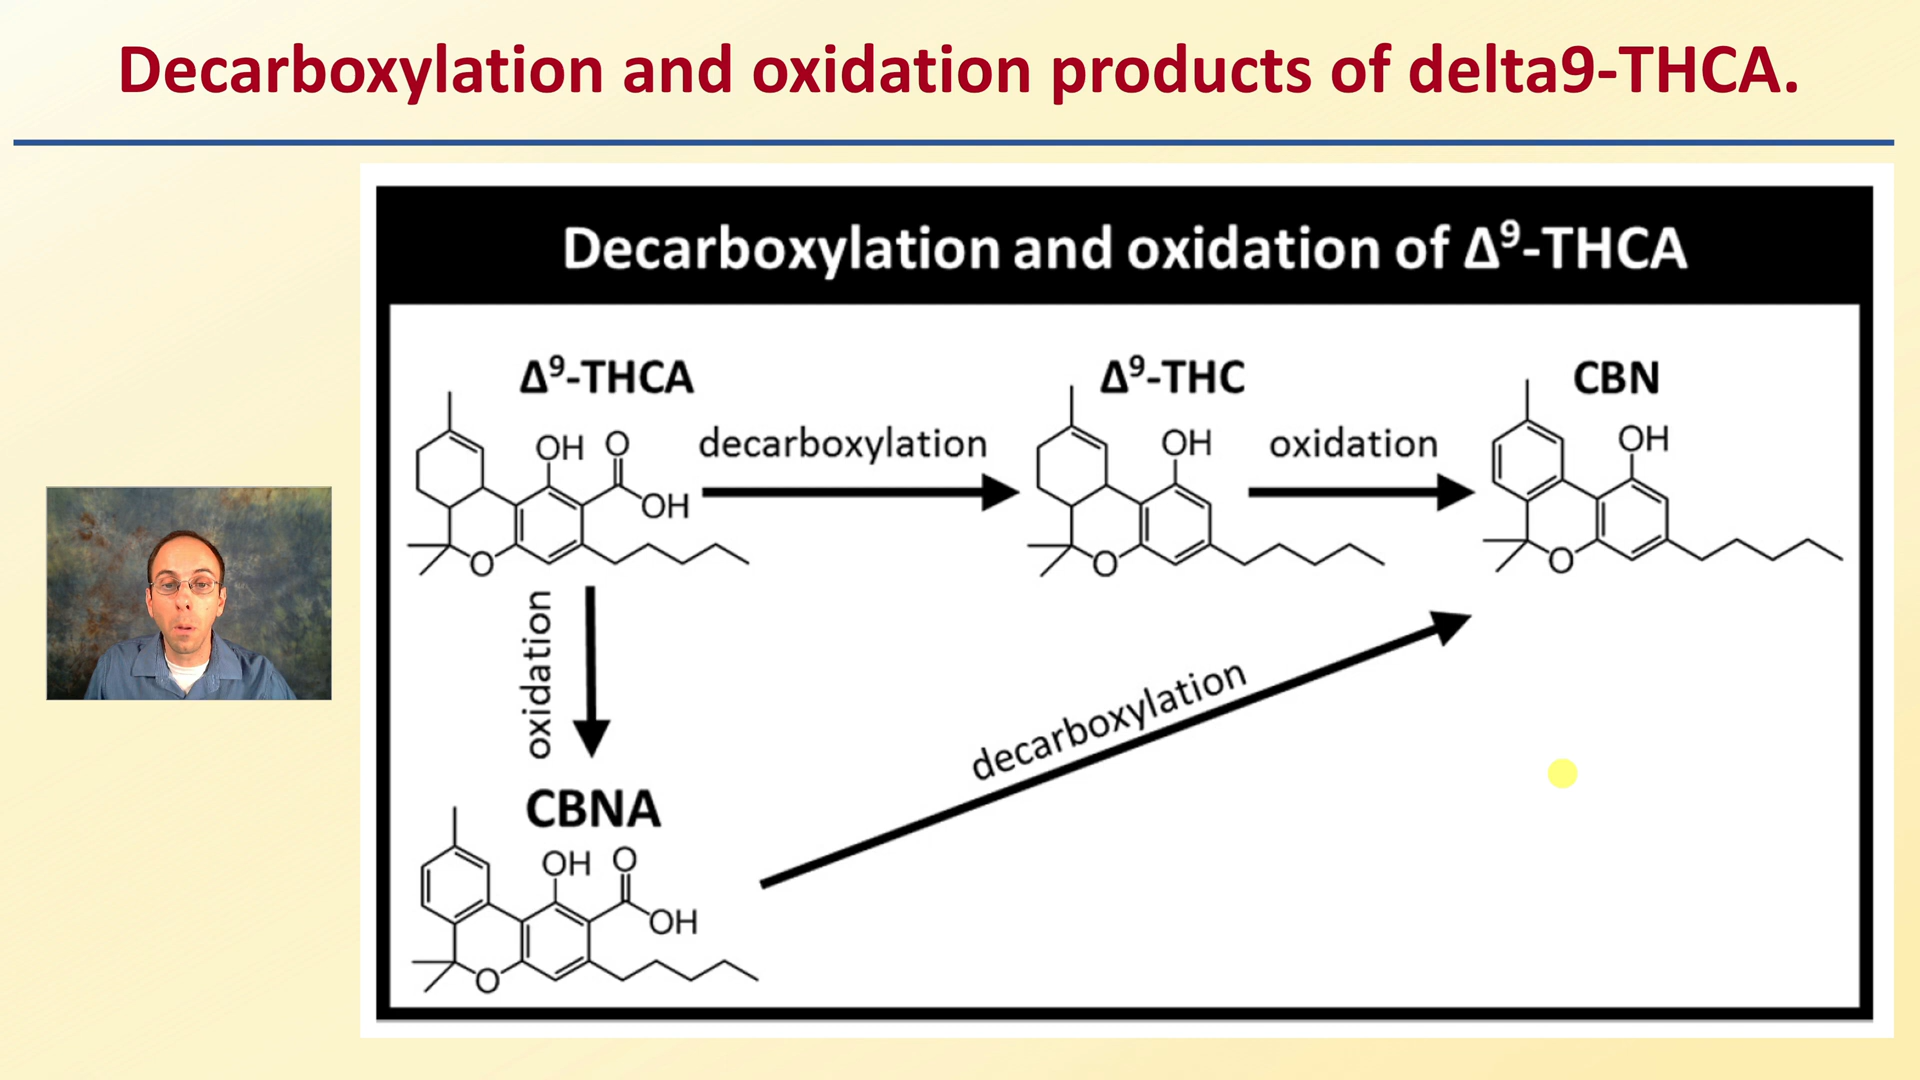 Decarboxylation and oxidation products of delta9-THCA.
Decarboxylation and oxidation of Δ⁹-THCA
Δ⁹-THCA
OH O
OH
O
decarboxylation
Δ⁹-THC
OH
O
oxidation
CBN
OH
O
oxidation
decarboxylation
CBNA
OH O
OH
O